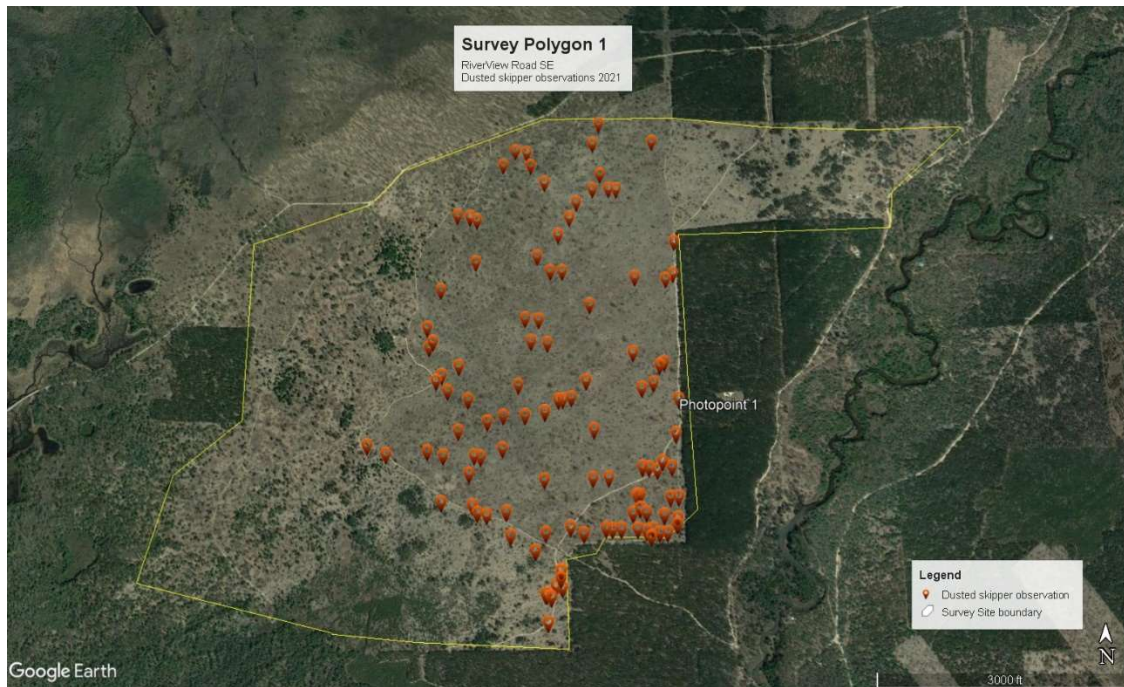 Survey Polygon 1
RiverView Road SE
Dusted skipper observations 2021
Photopoint 1
Legend
Dusted skipper observation
Survey Site boundary
N
3000 ft
Google Earth